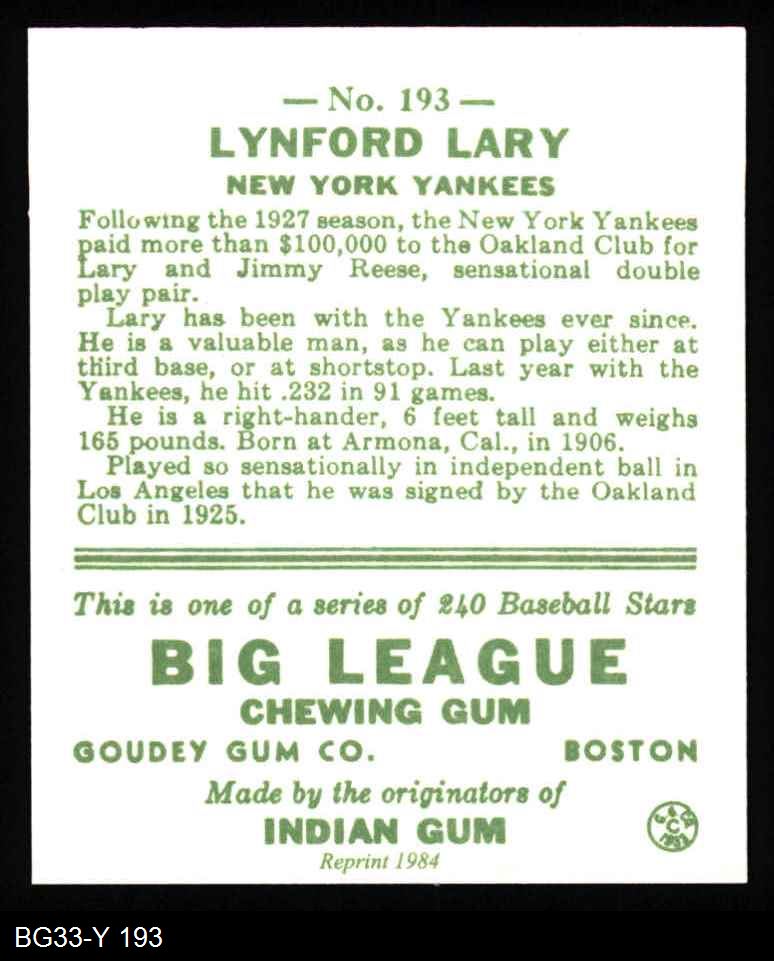 — No. 193 —
LYNFORD LARY
NEW YORK YANKEES
Following the 1927 season, the New York Yankees
paid more than $100,000 to the Oakland Club for
Lary and Jimmy Reese, sensational double
play pair.
Lary has been with the Yankees ever since.
He is a valuable man, as he can play either at
third base, or at shortstop. Last year with the
Yankees, he hit .232 in 91 games.
He is a right-hander, 6 feet tall and weighs
165 pounds. Born at Armona, Cal., in 1906.
Played so sensationally in independent ball in
Los Angeles that he was signed by the Oakland
Club in 1925.
This is one of a series of 240 Baseball Stars
BIG LEAGUE
CHEWING GUM
GOUDEY GUM CO. BOSTON
Made by the originators of
INDIAN GUM
Reprint 1984
C
BG33-Y 193